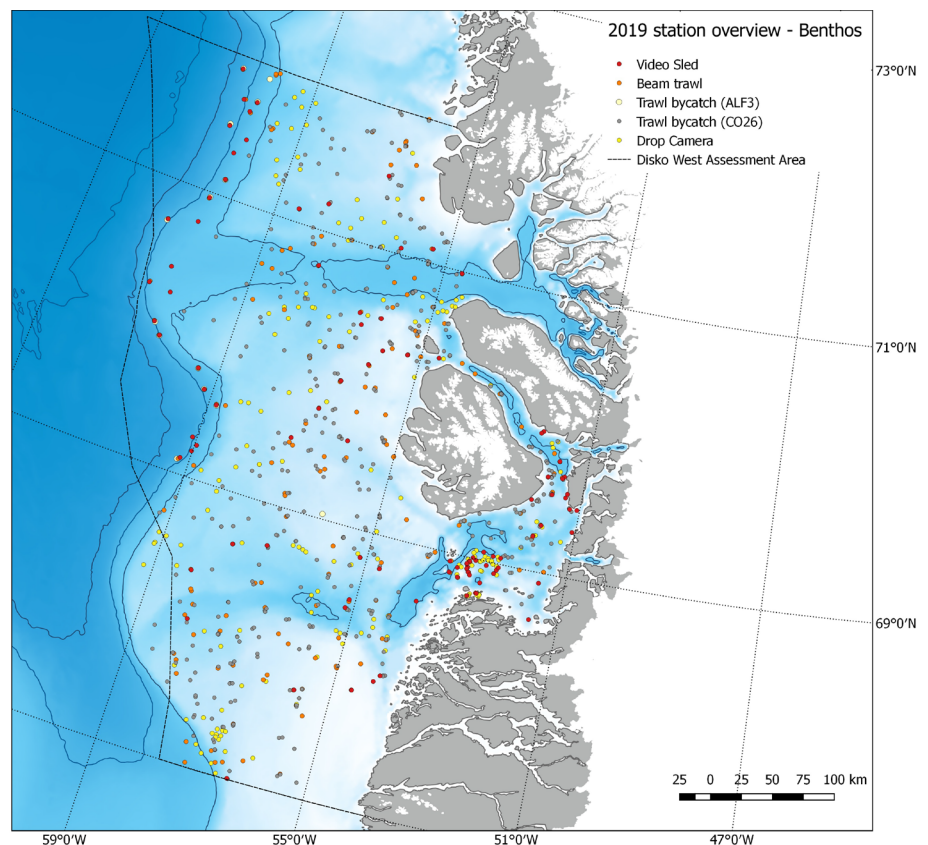 2019 station overview - Benthos
Video Sled
Beam trawl
Trawl bycatch (ALF3)
Trawl bycatch (CO26)
Drop Camera
Disko West Assessment Area
73°0'N
71°0'N
69°0'N
25 0 25 50 75 100 km
59°0'W 55°0'W 51°0'W 47°0'W